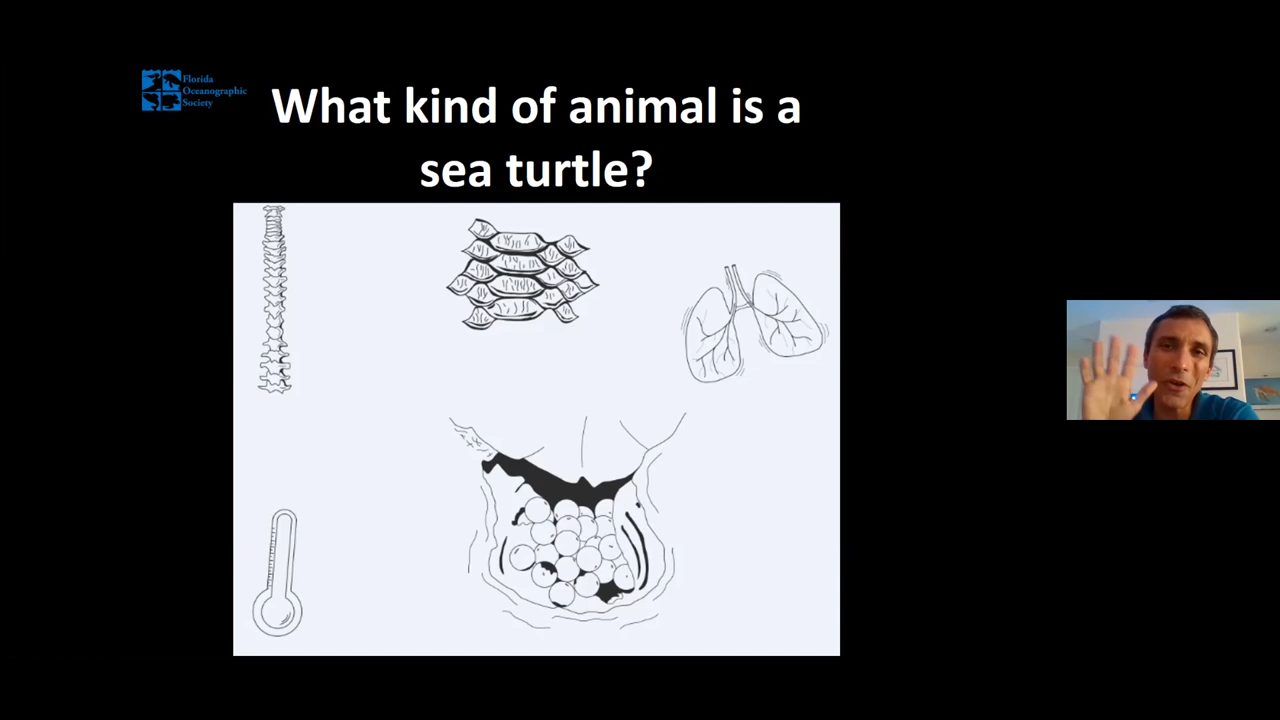 Florida
Oceanographic
Society
What kind of animal is a
sea turtle?